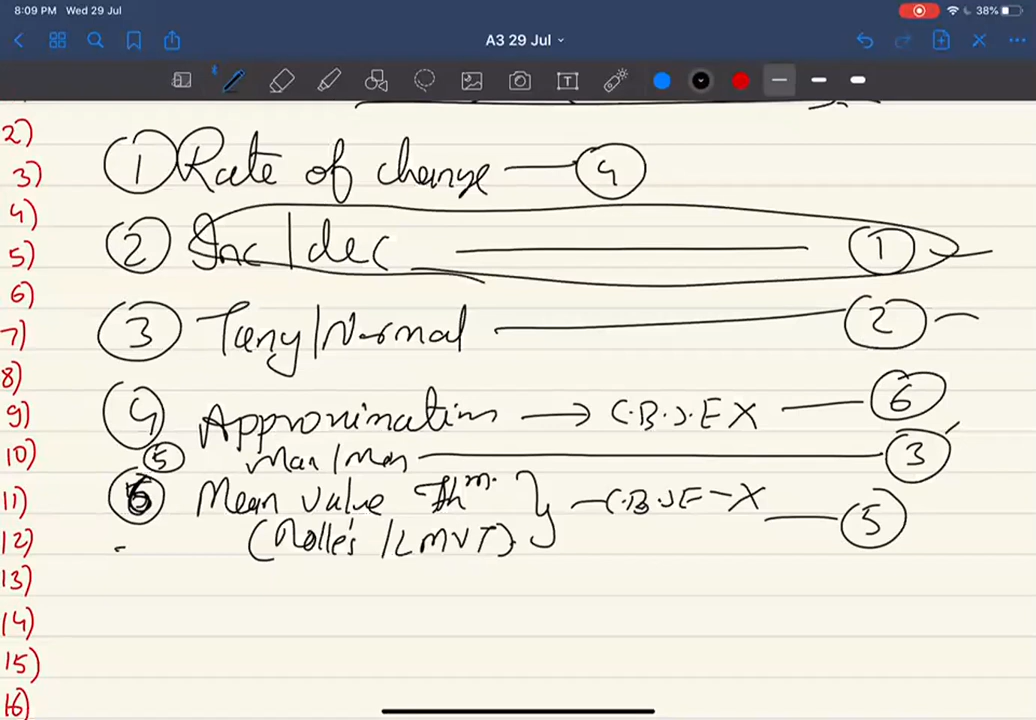 8:09 PM Wed 29 Jul
38%
A3 29 Jul
2)
3) ① Rate of change — ④
4)
5) ② Inc/dec — ①
6)
7) ③ Tang/Normal — ②
8)
9) ④ Approximation → C.B.S.E X — ⑥
10) ⑤ Max/Min — ③
11) ⑥ Mean value Thm. } — C.B.S.E - X — ⑤
12) (Rolle's/LMVT)
13)
14)
15)
16)